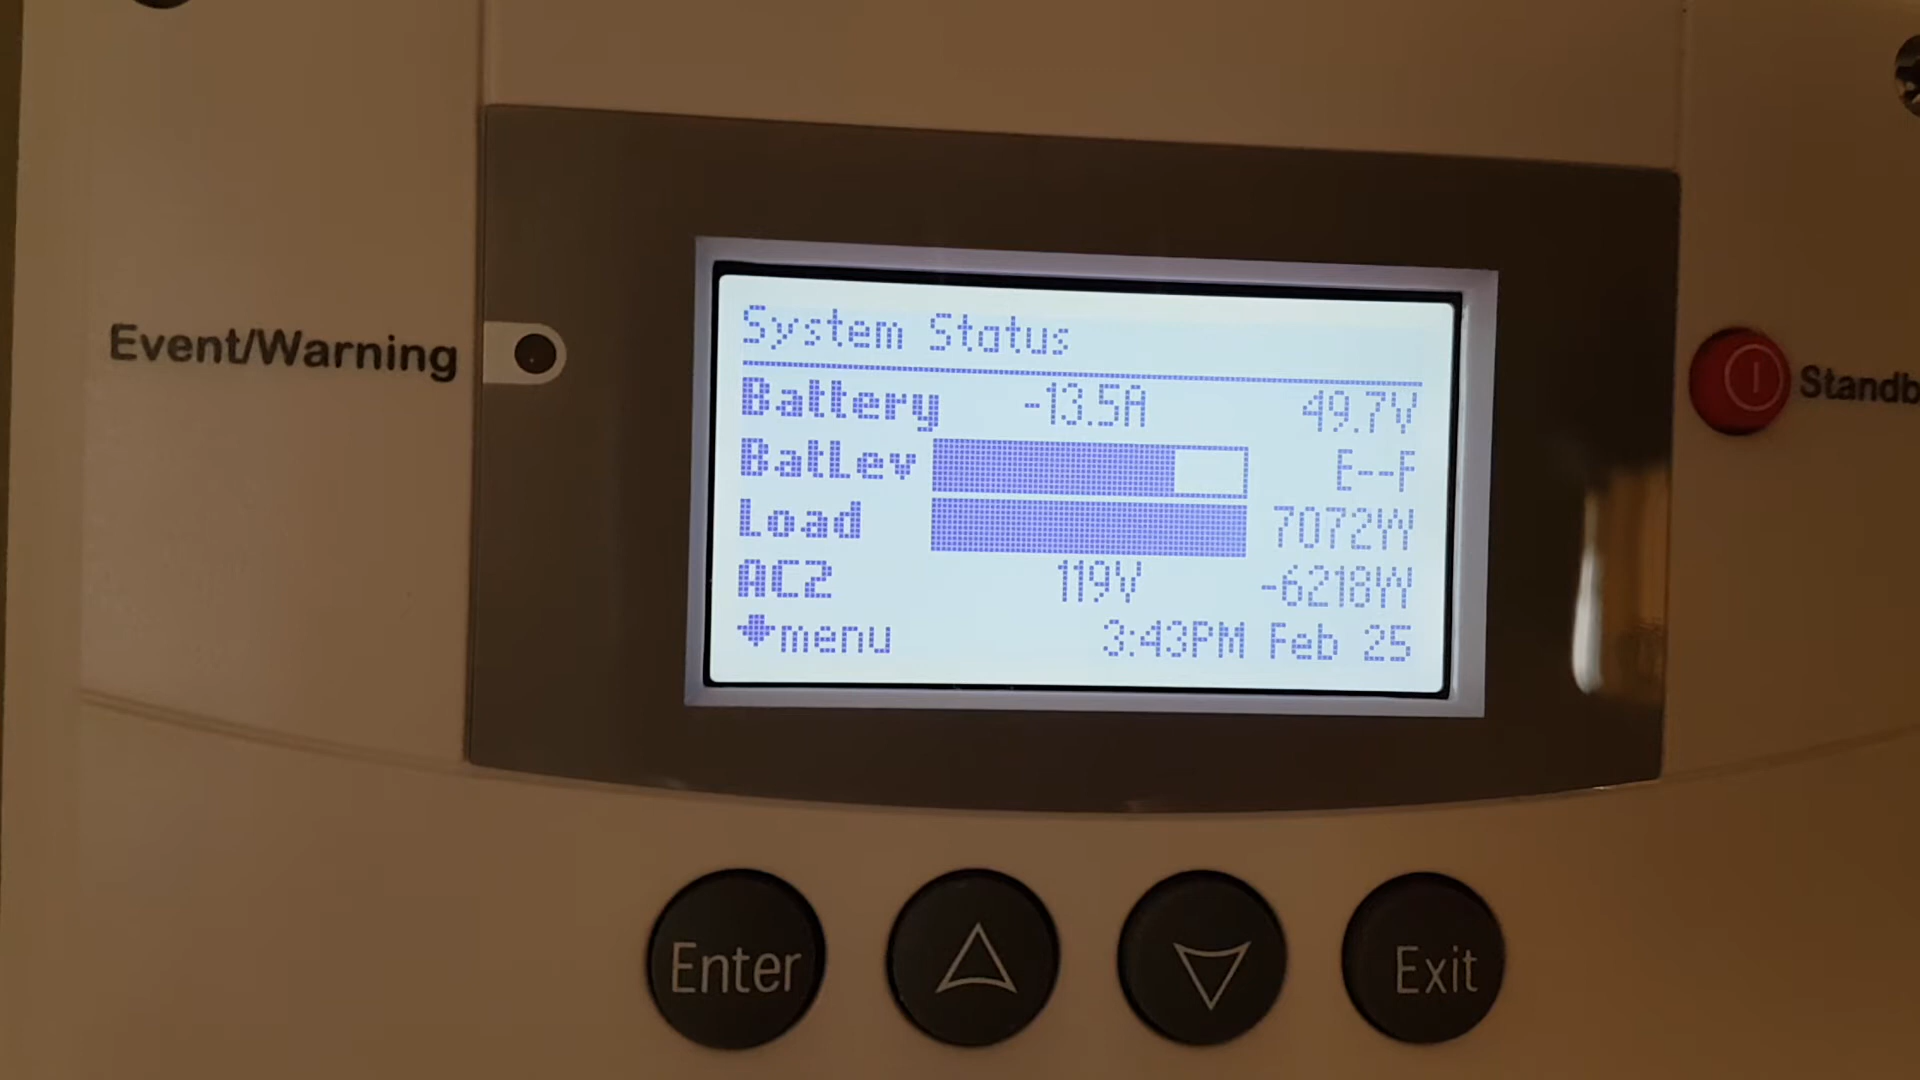 System Status
Battery -13.5A 49.7V
BatLev E--F
Load 7072W
AC2 119V -6218W
menu 3:43PM Feb 25
Event/Warning
Standb
Enter
Exit